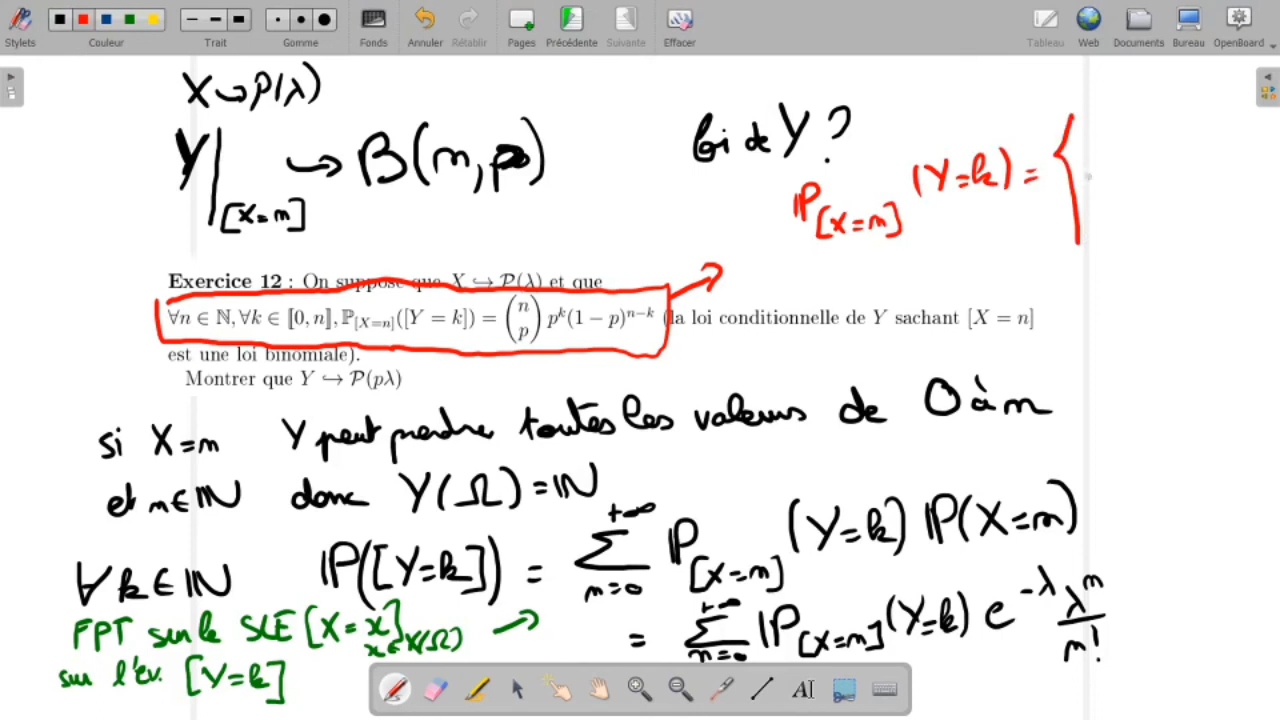 Stylets Couleur Trait Gomme Fonds Annuler Rétablir Pages Précédente Suivante Effacer Tableau Web Documents Bureau OpenBoard
X ↪ P(λ)
Y|[X=n] ↪ B(n, p)
loi de Y ?
P[X=n] (Y=k) = {
Exercice 12 : On suppose que X ↪ P(λ) et que
∀n ∈ ℕ, ∀k ∈ ⟦0, n⟧, ℙ[X=n]([Y = k]) = (n p) p^k(1 − p)^{n−k} (la loi conditionnelle de Y sachant [X = n]
est une loi binomiale).
Montrer que Y ↪ P(pλ)
si X=n Y peut prendre toutes les valeurs de 0 à n
et n∈ℕ donc Y(Ω)=ℕ
∀k∈ℕ ℙ([Y=k]) = ∑_{n=0}^{+∞} ℙ[X=n] (Y=k) ℙ(X=n)
FPT sur le SCE [X=x]x∈X(Ω) →
= ∑_{n=0}^{+∞} ℙ[X=n] (Y=k) e^{-λ} λ^n/n!
sur l'év. [Y=k]
AI